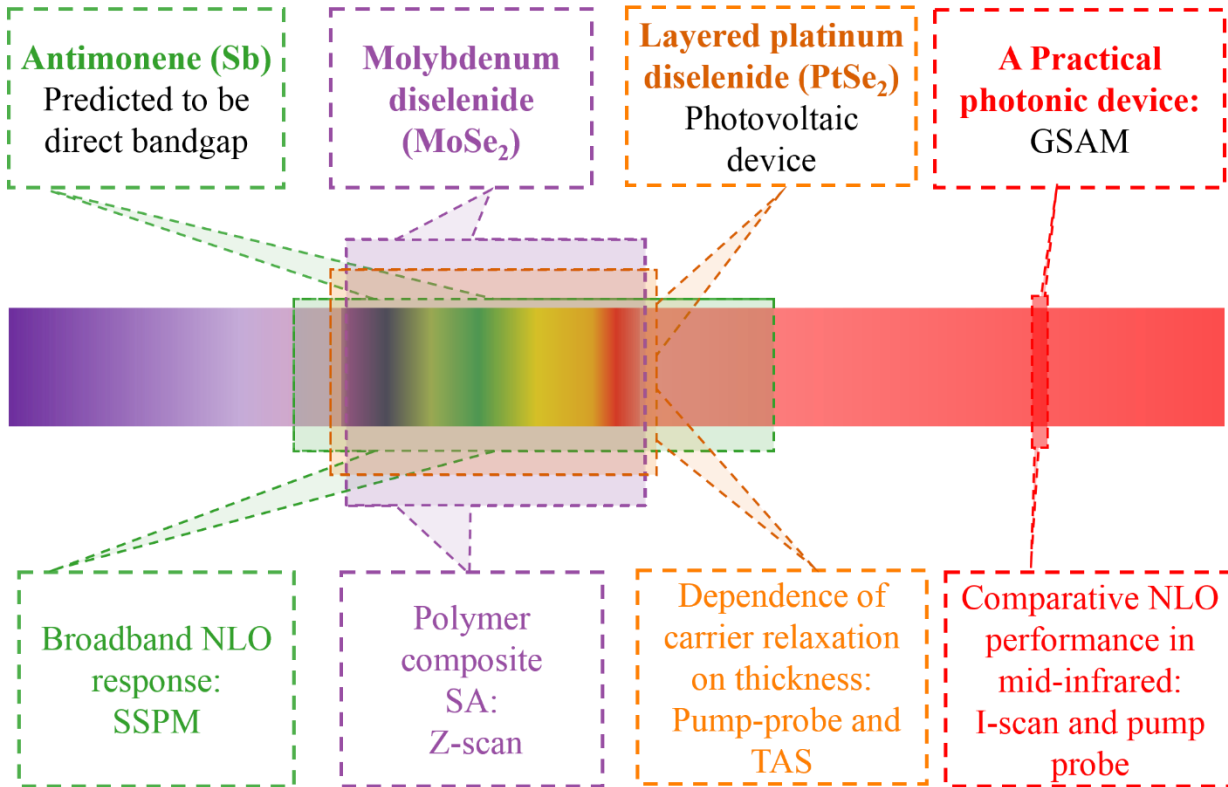 Antimonene (Sb)
Predicted to be
direct bandgap
Molybdenum
diselenide
(MoSe₂)
Layered platinum
diselenide (PtSe₂)
Photovoltaic
device
A Practical
photonic device:
GSAM
Broadband NLO
response:
SSPM
Polymer
composite
SA:
Z-scan
Dependence of
carrier relaxation
on thickness:
Pump-probe and
TAS
Comparative NLO
performance in
mid-infrared:
I-scan and pump
probe